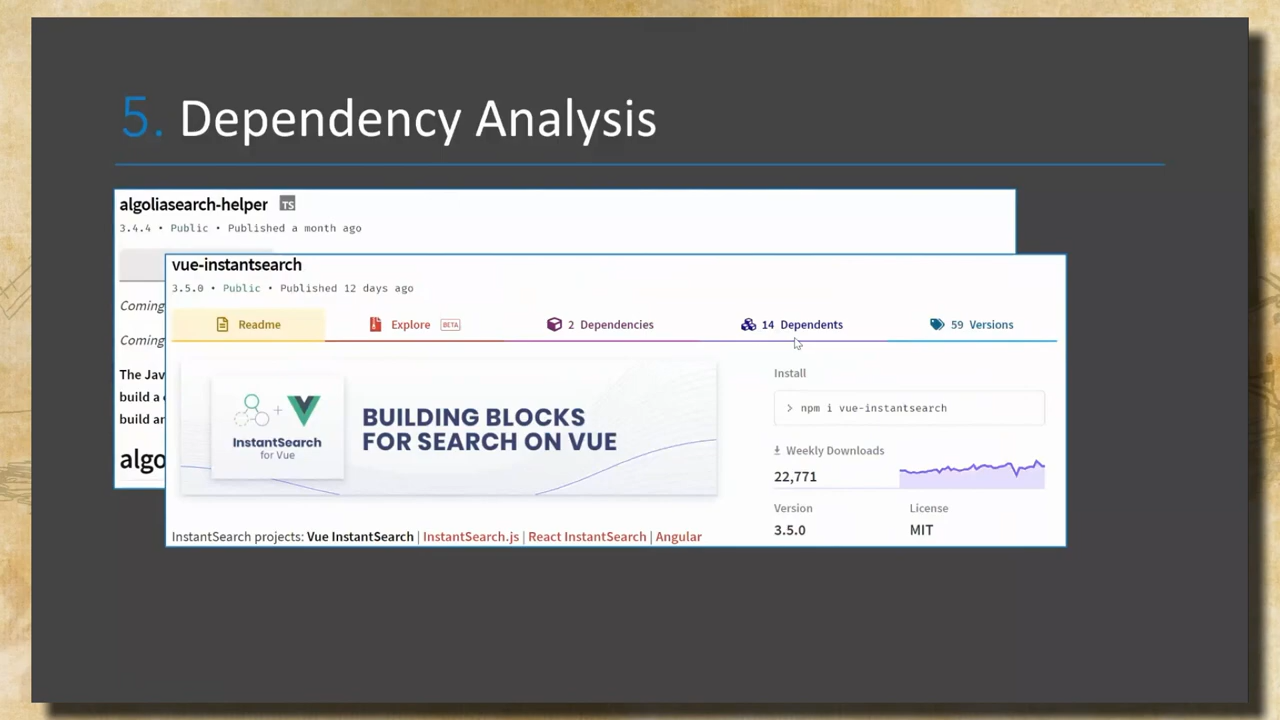 5. Dependency Analysis
algoliasearch-helper TS
3.4.4 • Public • Published a month ago
Coming
Coming
The Jav
build a
build ar
algo
vue-instantsearch
3.5.0 • Public • Published 12 days ago
Readme
Explore BETA
2 Dependencies
14 Dependents
59 Versions
InstantSearch
for Vue
BUILDING BLOCKS
FOR SEARCH ON VUE
Install
> npm i vue-instantsearch
Weekly Downloads
22,771
Version License
3.5.0 MIT
InstantSearch projects: Vue InstantSearch | InstantSearch.js | React InstantSearch | Angular